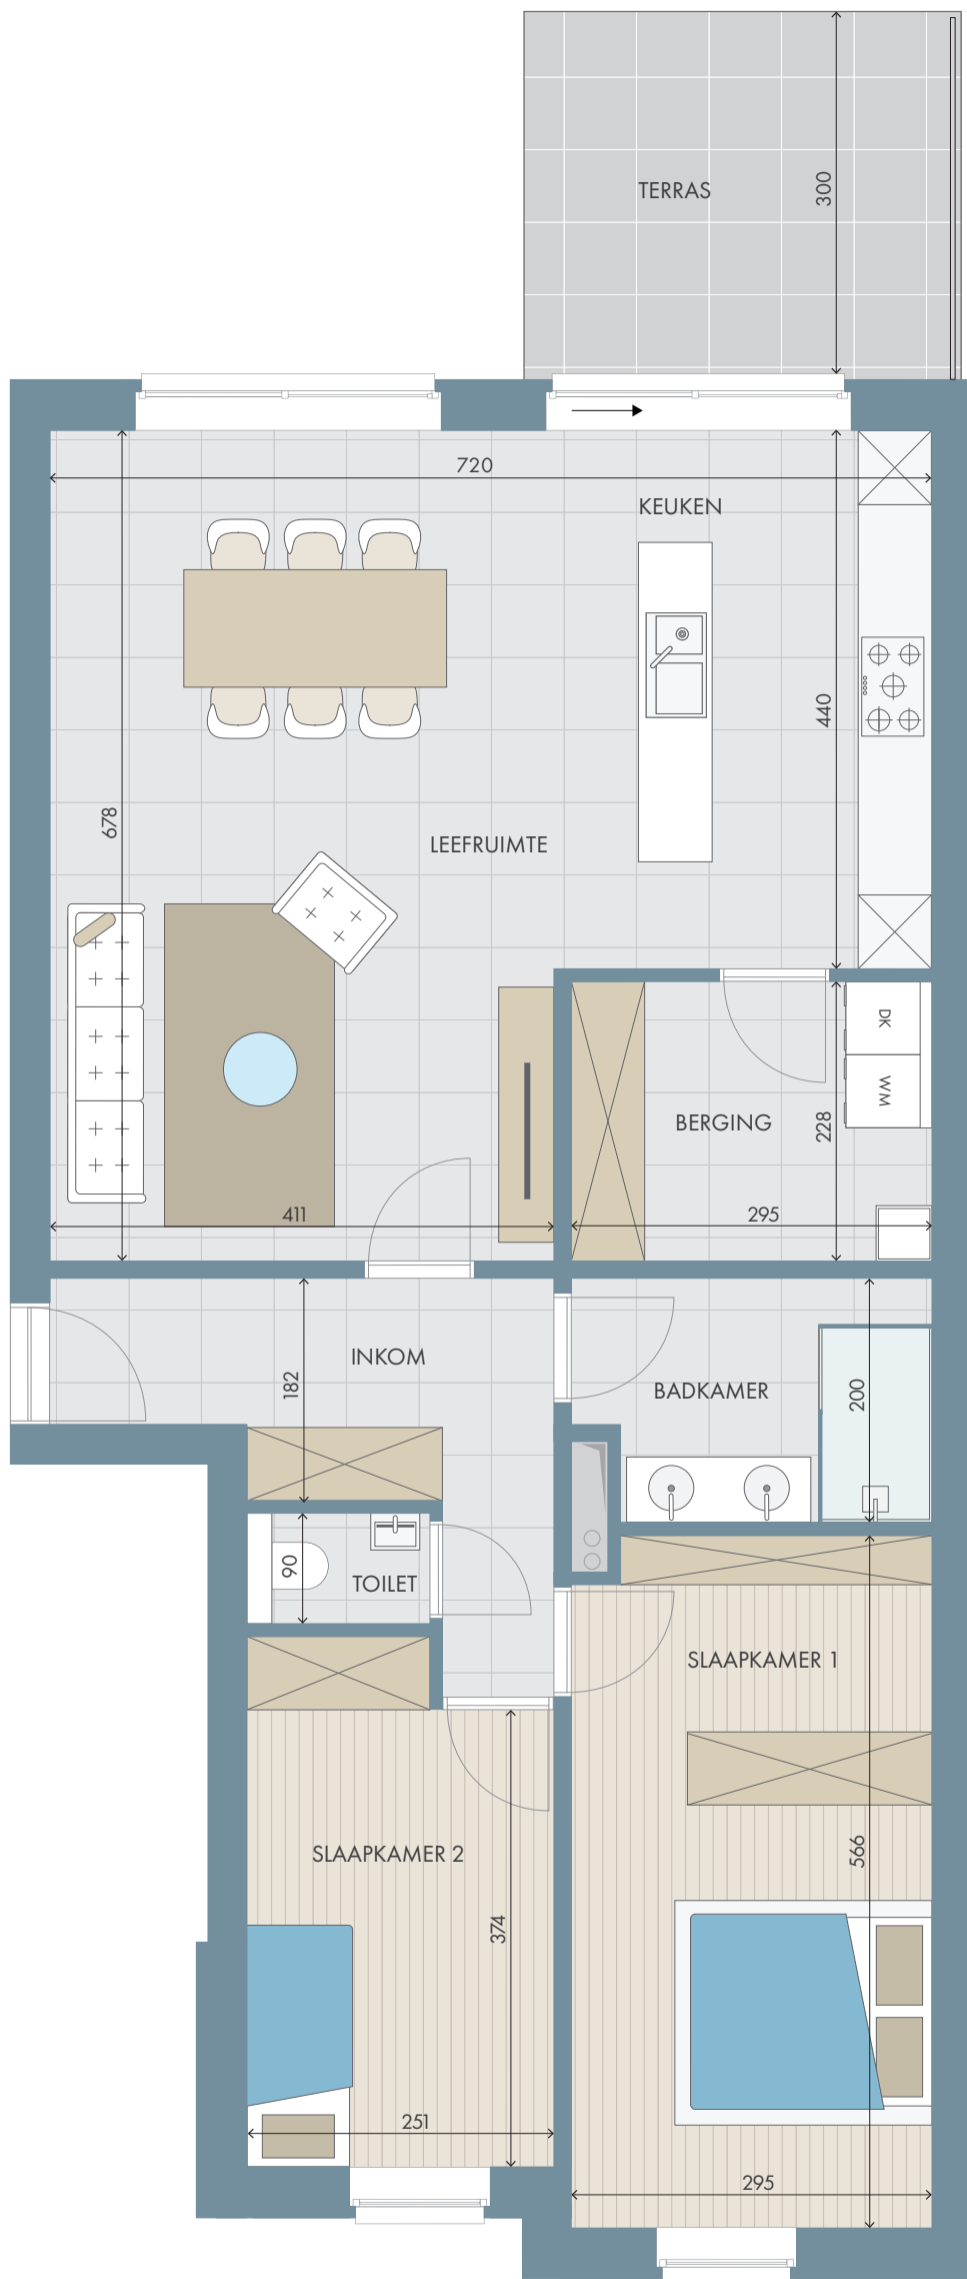 TERRAS
300
720
KEUKEN
440
678
LEEFRUIMTE
DK
WM
BERGING
228
411
295
INKOM
182
BADKAMER
200
90
TOILET
SLAAPKAMER 1
SLAAPKAMER 2
566
374
251
295